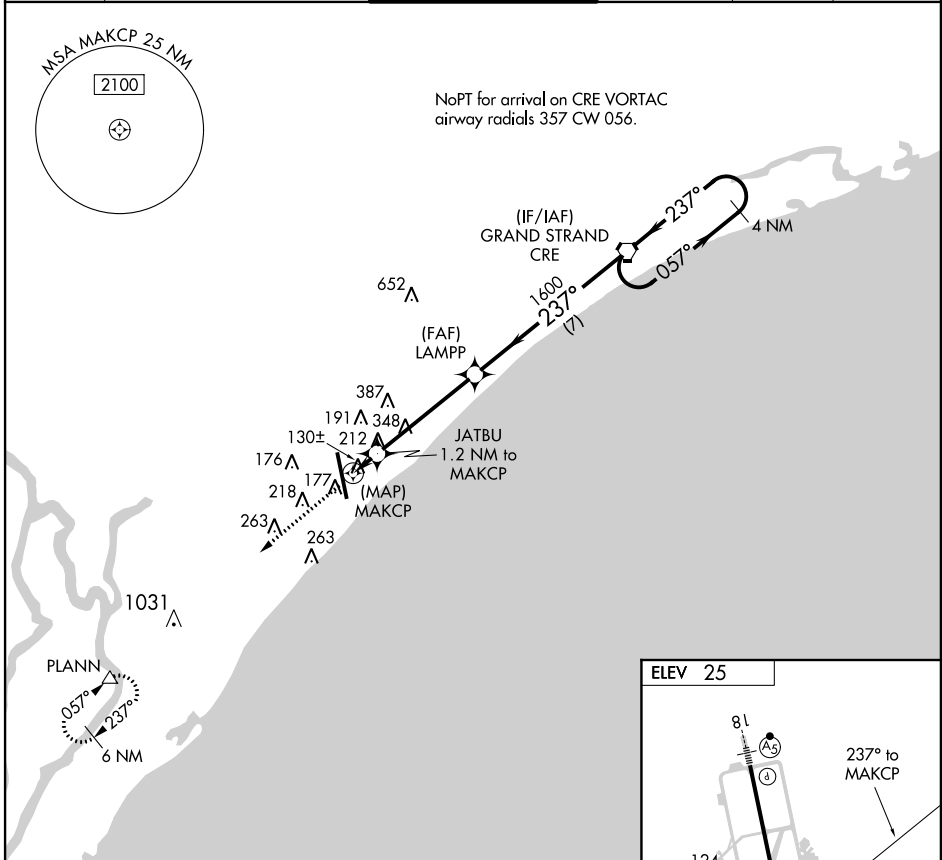 MSA MAKCP 25 NM
2100
NoPT for arrival on CRE VORTAC
airway radials 357 CW 056.
(IF/IAF)
GRAND STRAND
CRE
237°
4 NM
057°
1600
237°
(7)
652
(FAF)
LAMPP
387
191
348
212
130±
JATBU
1.2 NM to
MAKCP
176
177
218
(MAP)
MAKCP
263
263
1031
PLANN
057°
237°
6 NM
ELEV 25
18
A5
P
237° to
MAKCP